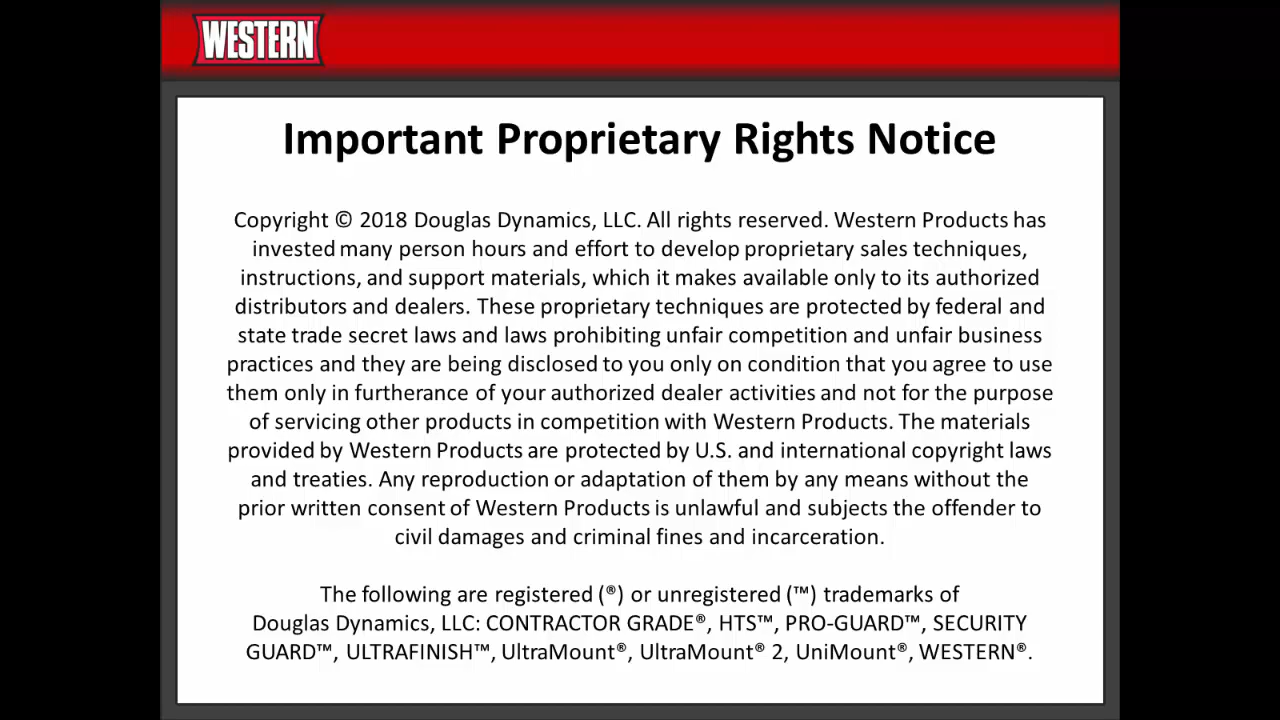 WESTERN
Important Proprietary Rights Notice
Copyright © 2018 Douglas Dynamics, LLC. All rights reserved. Western Products has
invested many person hours and effort to develop proprietary sales techniques,
instructions, and support materials, which it makes available only to its authorized
distributors and dealers. These proprietary techniques are protected by federal and
state trade secret laws and laws prohibiting unfair competition and unfair business
practices and they are being disclosed to you only on condition that you agree to use
them only in furtherance of your authorized dealer activities and not for the purpose
of servicing other products in competition with Western Products. The materials
provided by Western Products are protected by U.S. and international copyright laws
and treaties. Any reproduction or adaptation of them by any means without the
prior written consent of Western Products is unlawful and subjects the offender to
civil damages and criminal fines and incarceration.
The following are registered (®) or unregistered (™) trademarks of
Douglas Dynamics, LLC: CONTRACTOR GRADE®, HTS™, PRO-GUARD™, SECURITY
GUARD™, ULTRAFINISH™, UltraMount®, UltraMount® 2, UniMount®, WESTERN®.